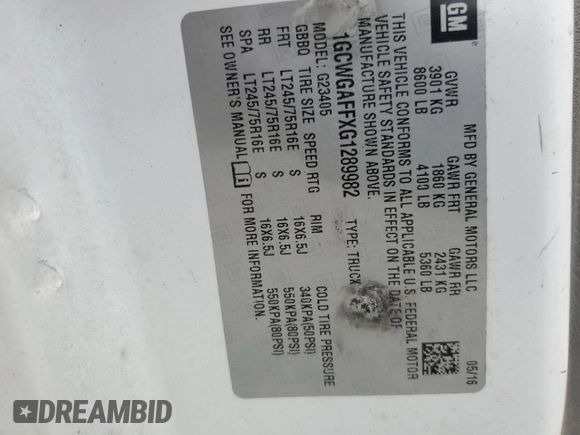 GM
MFD BY GENERAL MOTORS LLC
05/16
GVWR GAWR FRT GAWR RR
3901 KG 1860 KG 2431 KG
8600 LB 4100 LB 5360 LB
THIS VEHICLE CONFORMS TO ALL APPLICABLE U.S. FEDERAL MOTOR
VEHICLE SAFETY STANDARDS IN EFFECT ON THE DATE OF
MANUFACTURE SHOWN ABOVE.
1GCWGAFFXG1289982 TYPE: TRUCK
MODEL: G23405
GBBQ TIRE SIZE SPEED RTG RIM COLD TIRE PRESSURE
FRT LT245/75R16E S 16X6.5J 340KPA(50PSI)
RR LT245/75R16E S 16X6.5J 550KPA(80PSI)
SPA LT245/75R16E S 16X6.5J 550KPA(80PSI)
SEE OWNER'S MANUAL FOR MORE INFORMATION.
DREAMBID